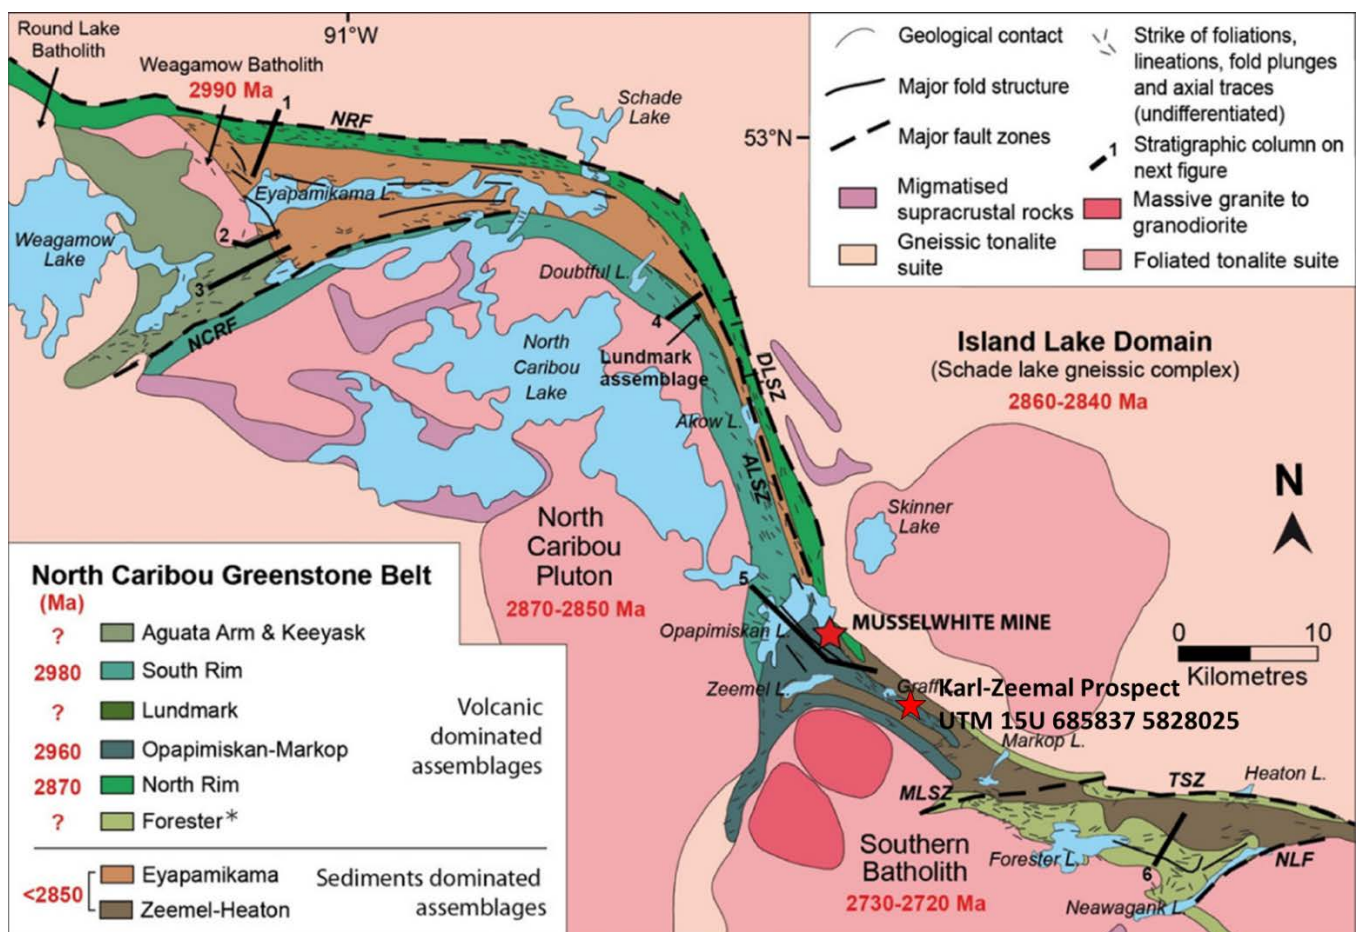 Round Lake
Batholith
91°W
Weagamow Batholith
2990 Ma
1
NRF
Schade
Lake
53°N
Geological contact
Major fold structure
Major fault zones
Migmatised
supracrustal rocks
Gneissic tonalite
suite
Strike of foliations,
lineations, fold plunges
and axial traces
(undifferentiated)
1
Stratigraphic column on
next figure
Massive granite to
granodiorite
Foliated tonalite suite
Eyapamikama L.
2
Weagamow
Lake
3
NCRF
Doubtful L.
4
North
Caribou
Lake
Lundmark
assemblage
DLSZ
Akow L.
ALSZ
Island Lake Domain
(Schade lake gneissic complex)
2860-2840 Ma
N
Skinner
Lake
North
Caribou
Pluton
2870-2850 Ma
5
Opapimiskan L.
MUSSELWHITE MINE
0 10
Kilometres
Zeemel L.
Graff
Karl-Zeemal Prospect
UTM 15U 685837 5828025
Markop L.
MLSZ
TSZ
Heaton L.
Southern
Batholith
2730-2720 Ma
Forester L.
6
NLF
Neawagank L.
North Caribou Greenstone Belt
(Ma)
? Aguata Arm & Keeyask
2980 South Rim
? Lundmark
2960 Opapimiskan-Markop
2870 North Rim
? Forester*
Volcanic
dominated
assemblages
<2850
Eyapamikama
Zeemel-Heaton
Sediments dominated
assemblages